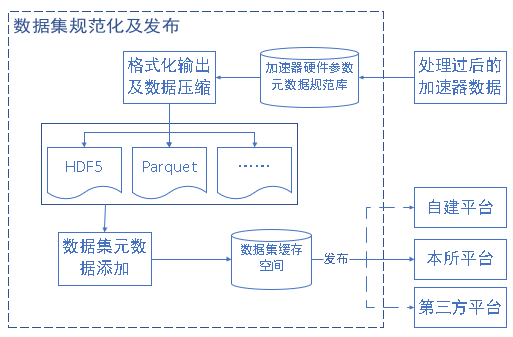 数据集规范化及发布
格式化输出
及数据压缩
加速器硬件参数
元数据规范库
处理过后的
加速器数据
HDF5
Parquet
……
数据集元数
据添加
数据集缓存
空间
发布
自建平台
本所平台
第三方平台